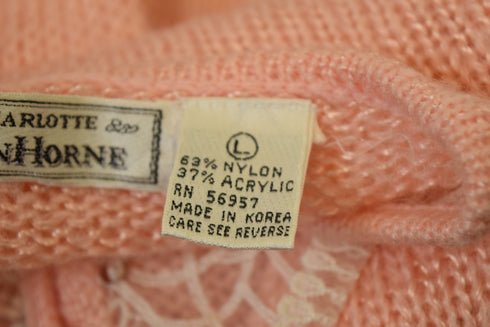 ARLOTTE
NHORNE
L
63% NYLON
37% ACRYLIC
RN 56957
MADE IN KOREA
CARE SEE REVERSE